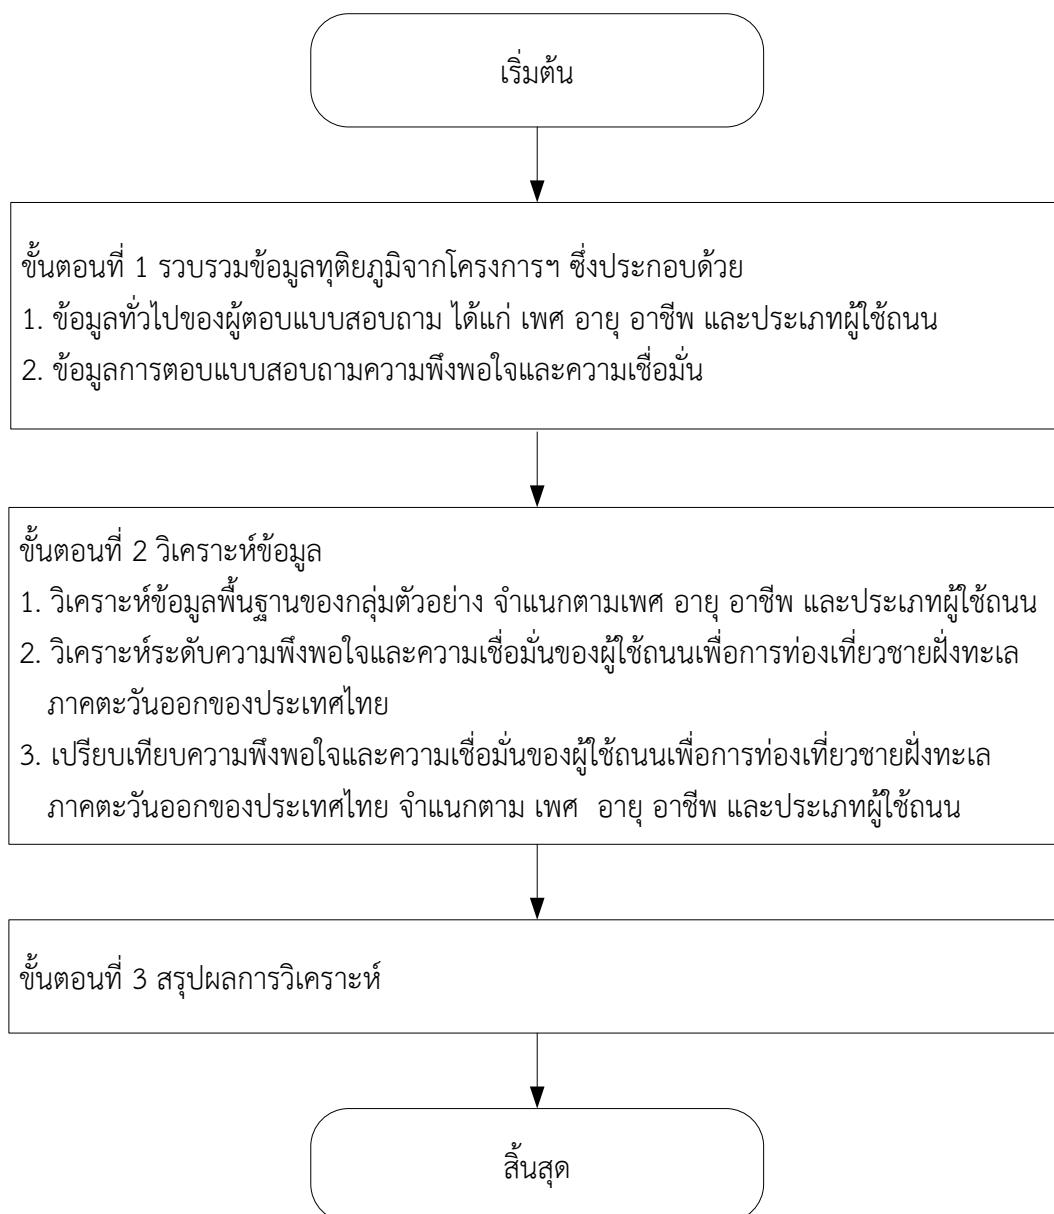 เริ่มต้น
ขั้นตอนที่ 1 รวบรวมข้อมูลทุติยภูมิจากโครงการฯ ซึ่งประกอบด้วย
1. ข้อมูลทั่วไปของผู้ตอบแบบสอบถาม ได้แก่ เพศ อายุ อาชีพ และประเภทผู้ใช้ถนน
2. ข้อมูลการตอบแบบสอบถามความพึงพอใจและความเชื่อมั่น
ขั้นตอนที่ 2 วิเคราะห์ข้อมูล
1. วิเคราะห์ข้อมูลพื้นฐานของกลุ่มตัวอย่าง จำแนกตามเพศ อายุ อาชีพ และประเภทผู้ใช้ถนน
2. วิเคราะห์ระดับความพึงพอใจและความเชื่อมั่นของผู้ใช้ถนนเพื่อการท่องเที่ยวชายฝั่งทะเล
ภาคตะวันออกของประเทศไทย
3. เปรียบเทียบความพึงพอใจและความเชื่อมั่นของผู้ใช้ถนนเพื่อการท่องเที่ยวชายฝั่งทะเล
ภาคตะวันออกของประเทศไทย จำแนกตาม เพศ อายุ อาชีพ และประเภทผู้ใช้ถนน
ขั้นตอนที่ 3 สรุปผลการวิเคราะห์
สิ้นสุด